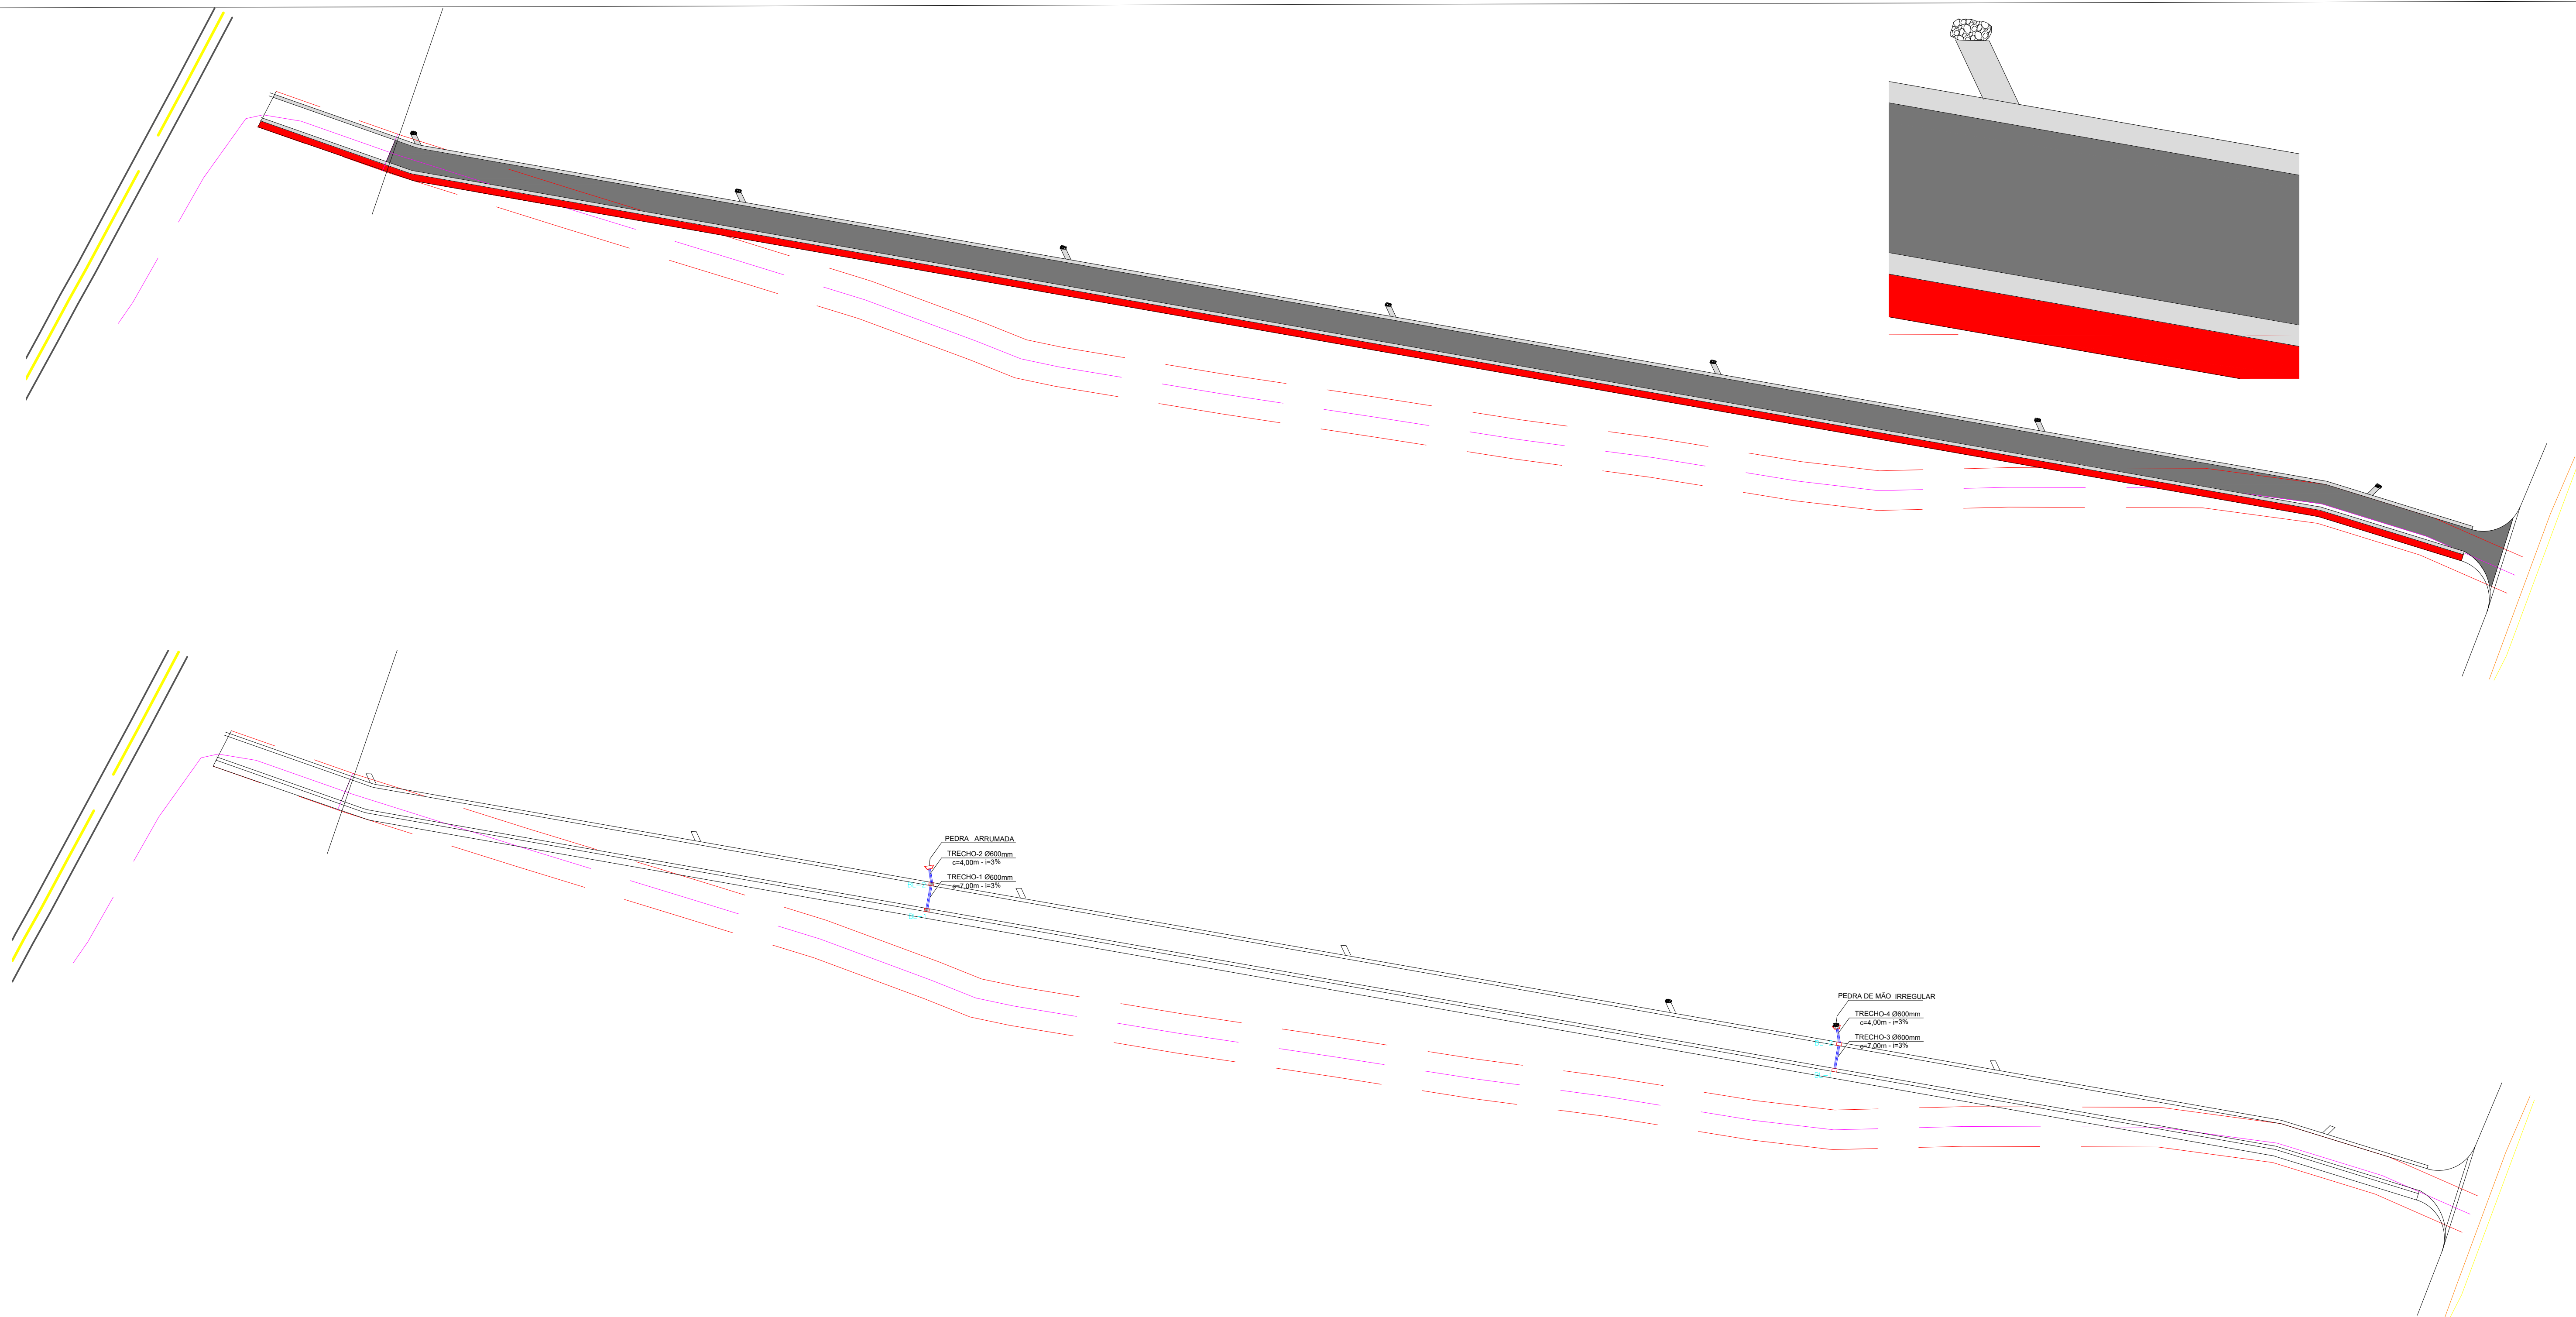 PEDRA ARRUMADA
TRECHO-2 Ø600mm
c=4,00m - i=3%
TRECHO-1 Ø600mm
c=7,00m - i=3%
PEDRA DE MÃO IRREGULAR
TRECHO-4 Ø600mm
c=4,00m - i=3%
TRECHO-3 Ø600mm
c=7,00m - i=3%